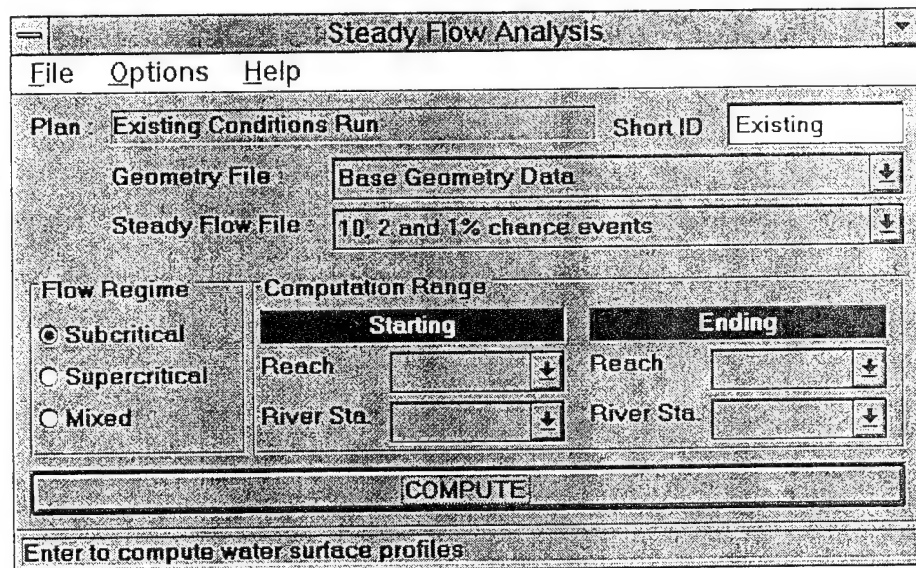 Steady Flow Analysis
File Options Help
Plan : Existing Conditions Run Short ID Existing
Geometry File : Base Geometry Data
Steady Flow File : 10, 2 and 1% chance events
Flow Regime
Subcritical
Supercritical
Mixed
Computation Range
Starting Ending
Reach Reach
River Sta. River Sta.
COMPUTE
Enter to compute water surface profiles